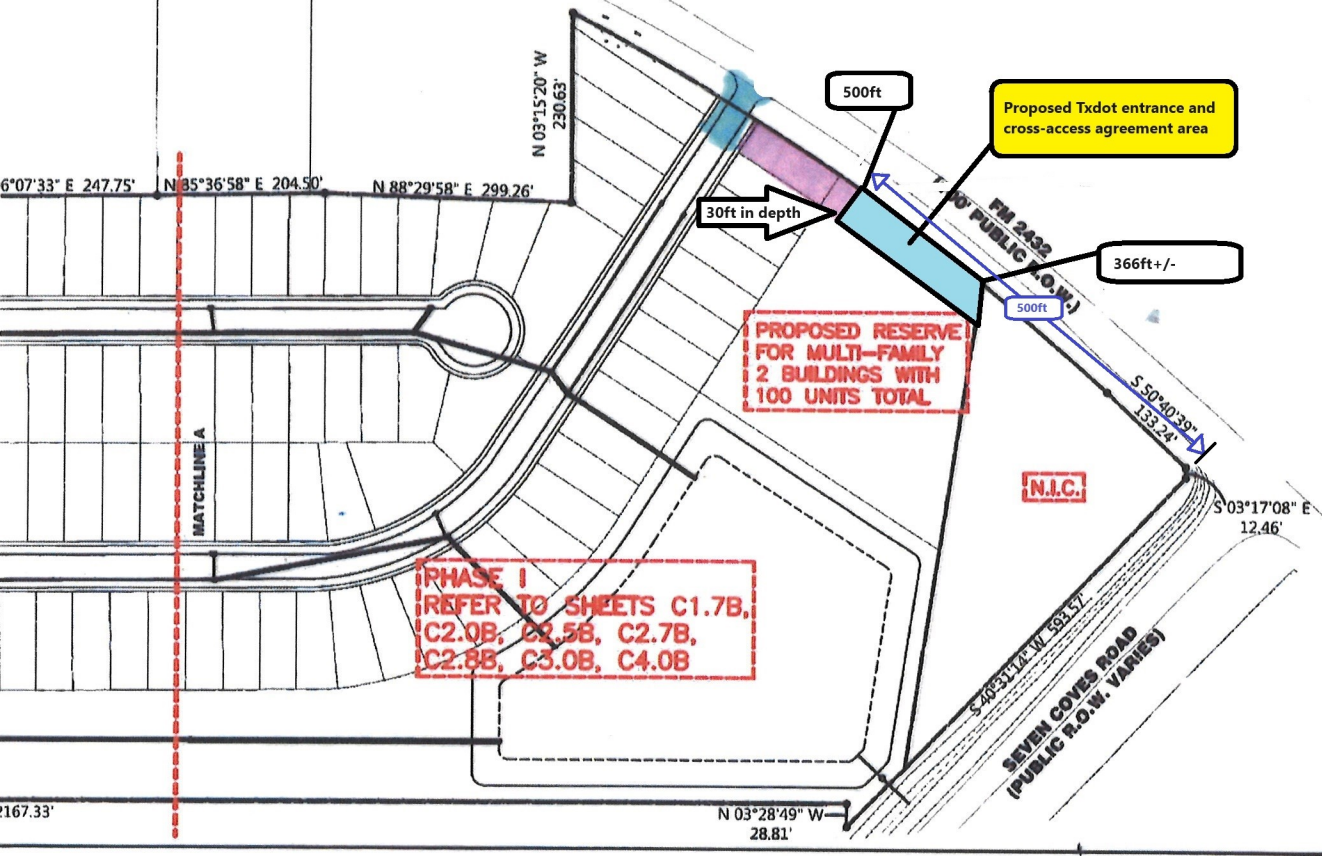 N 03°15'20" W
230.63'
500ft
Proposed Txdot entrance and
cross-access agreement area
6°07'33" E 247.75'
N 85°36'58" E 204.50'
N 88°29'58" E 299.26'
30ft in depth
FM 2432
PUBLIC R.O.W.)
366ft+/-
500ft
PROPOSED RESERVE
FOR MULTI-FAMILY
2 BUILDINGS WITH
100 UNITS TOTAL
S 50°40'39"
133.24'
MATCHLINE A
N.I.C.
S 03°17'08" E
12.46'
PHASE I
REFER TO SHEETS C1.7B,
C2.0B, C2.5B, C2.7B,
C2.8B, C3.0B, C4.0B
S 40°31'14" W 593.57'
SEVEN COVES ROAD
(PUBLIC R.O.W. VARIES)
2167.33'
N 03°28'49" W
28.81'